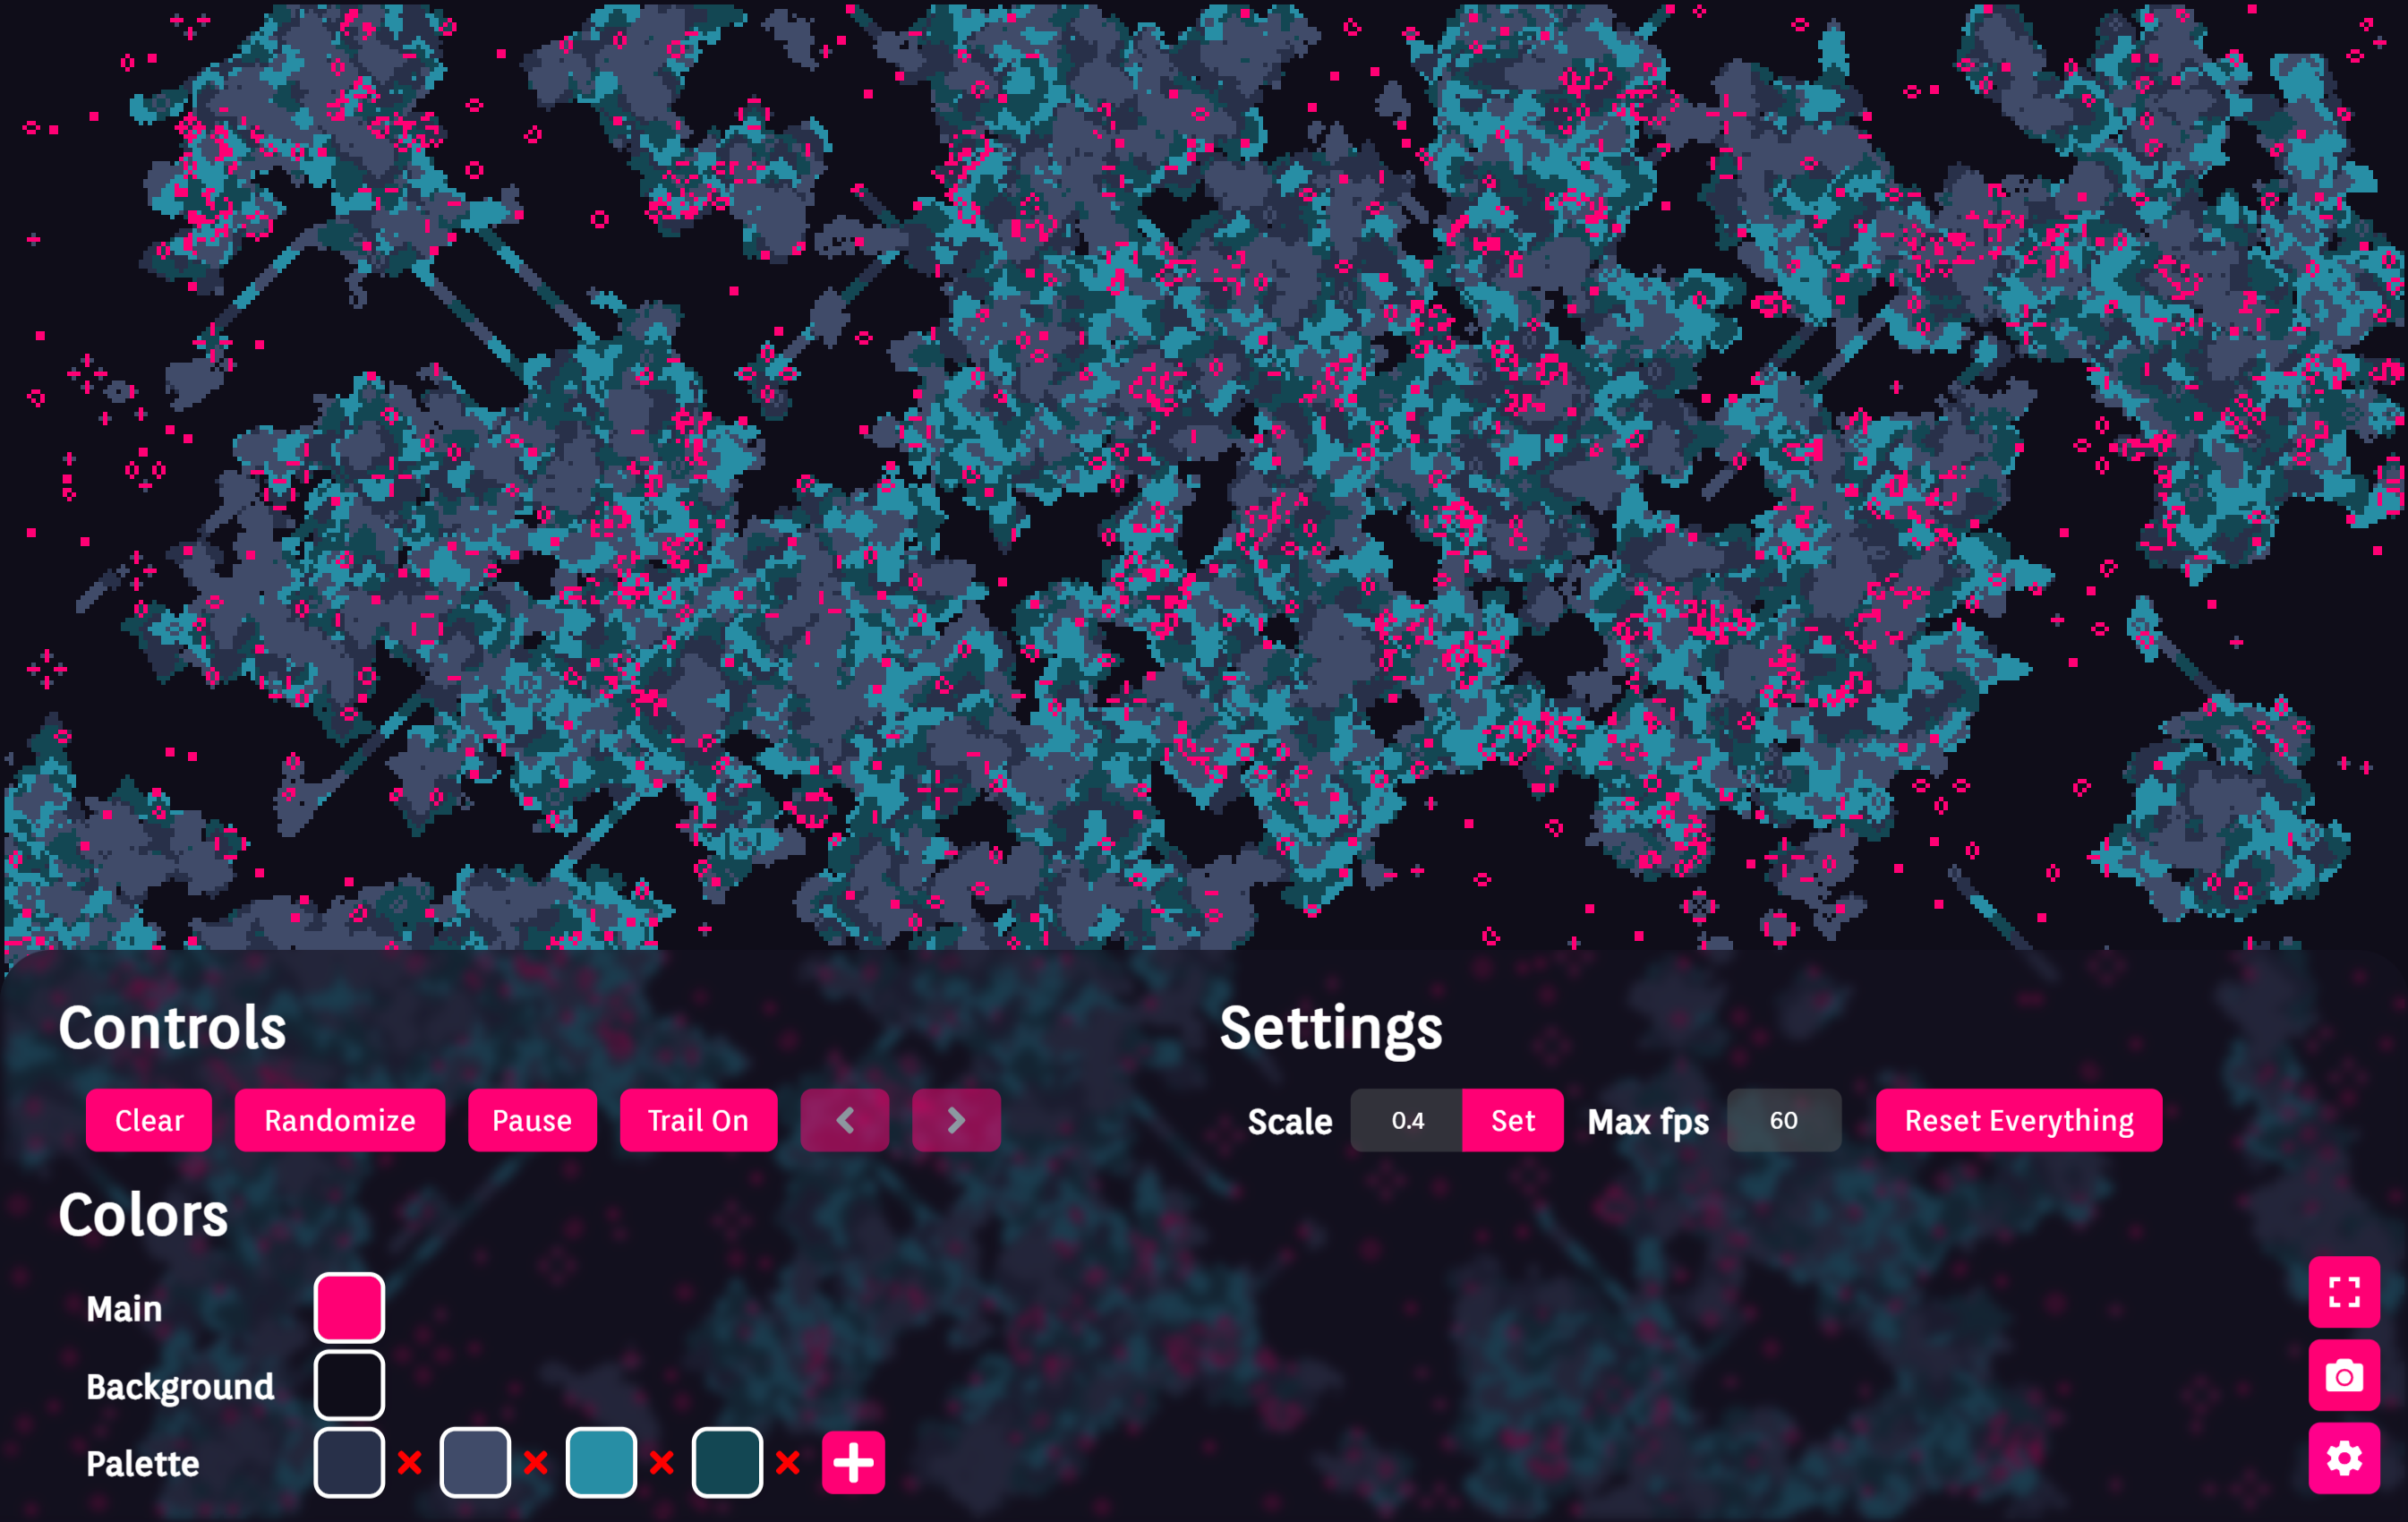 Controls
Clear Randomize Pause Trail On
Colors
Main
Background
Palette
Settings
Scale 0.4 Set Max fps 60 Reset Everything